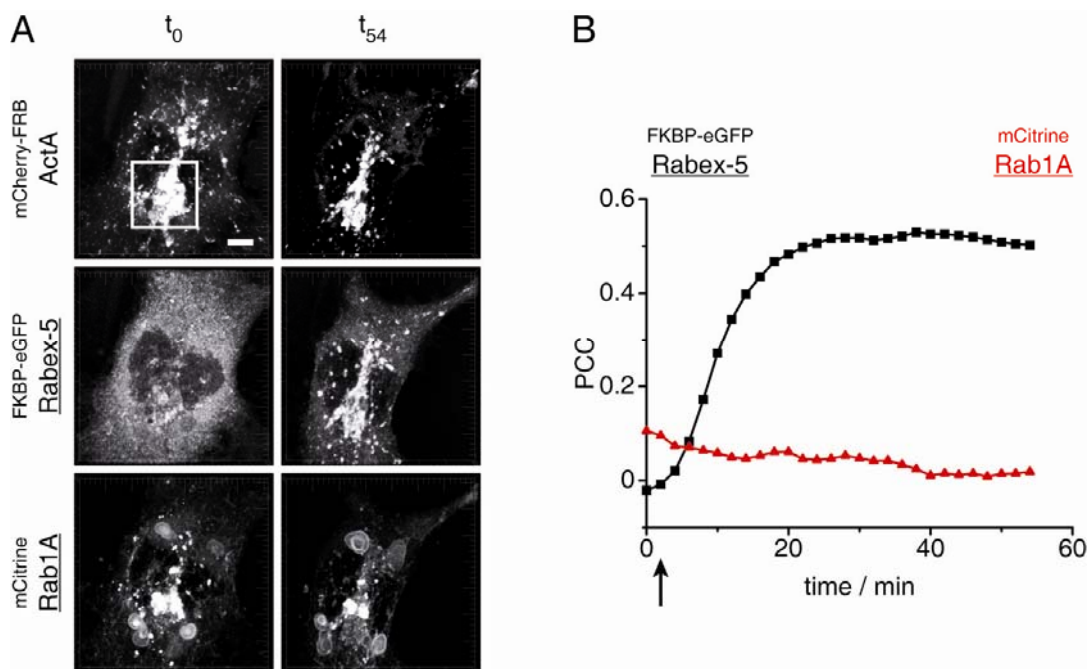 A
t0
t54
mCherry-FRB
ActA
FKBP-eGFP
Rabex-5
mCitrine
Rab1A
B
FKBP-eGFP
Rabex-5
mCitrine
Rab1A
0.6
0.4
0.2
0
PCC
0
20
40
60
time / min